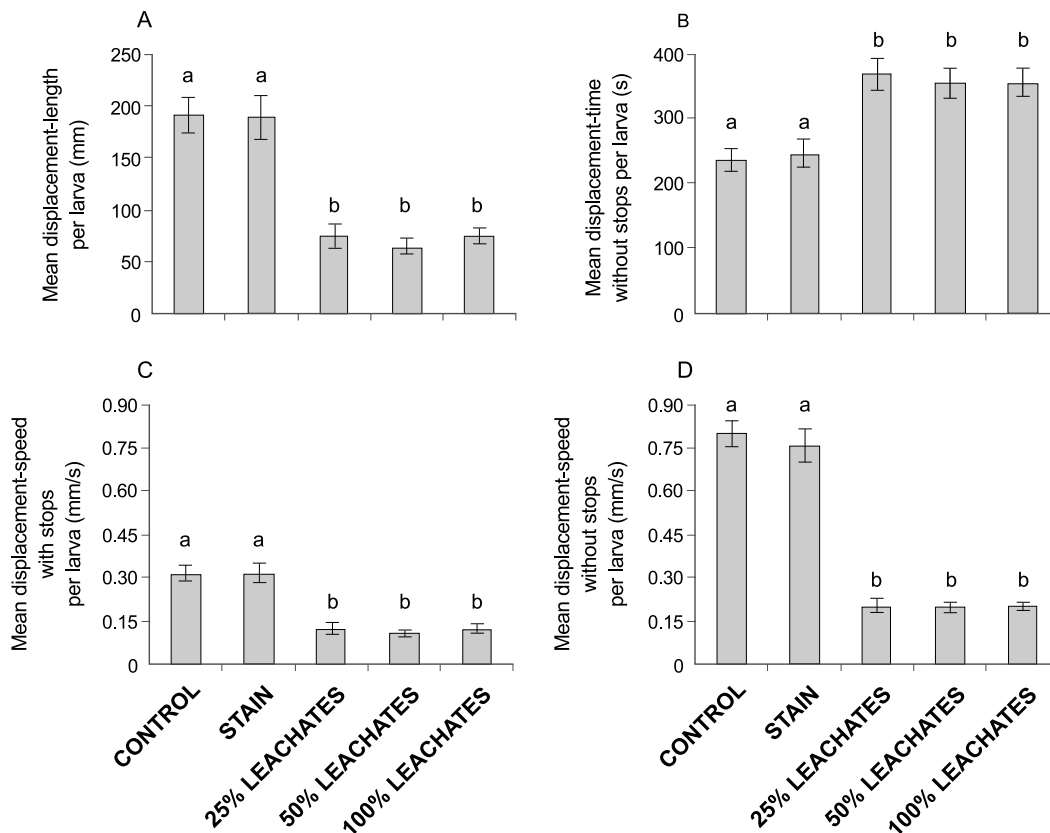 A
Mean displacement-length
per larva (mm)
250
200
150
100
50
0
a
a
b
b
b
B
Mean displacement-time
without stops per larva (s)
400
300
200
100
0
a
a
b
b
b
C
Mean displacement-speed
with stops
per larva (mm/s)
0.90
0.75
0.60
0.45
0.30
0.15
0
a
a
b
b
b
CONTROL
STAIN
25% LEACHATES
50% LEACHATES
100% LEACHATES
D
Mean displacement-speed
without stops
per larva (mm/s)
0.90
0.75
0.60
0.45
0.30
0.15
0
a
a
b
b
b
CONTROL
STAIN
25% LEACHATES
50% LEACHATES
100% LEACHATES